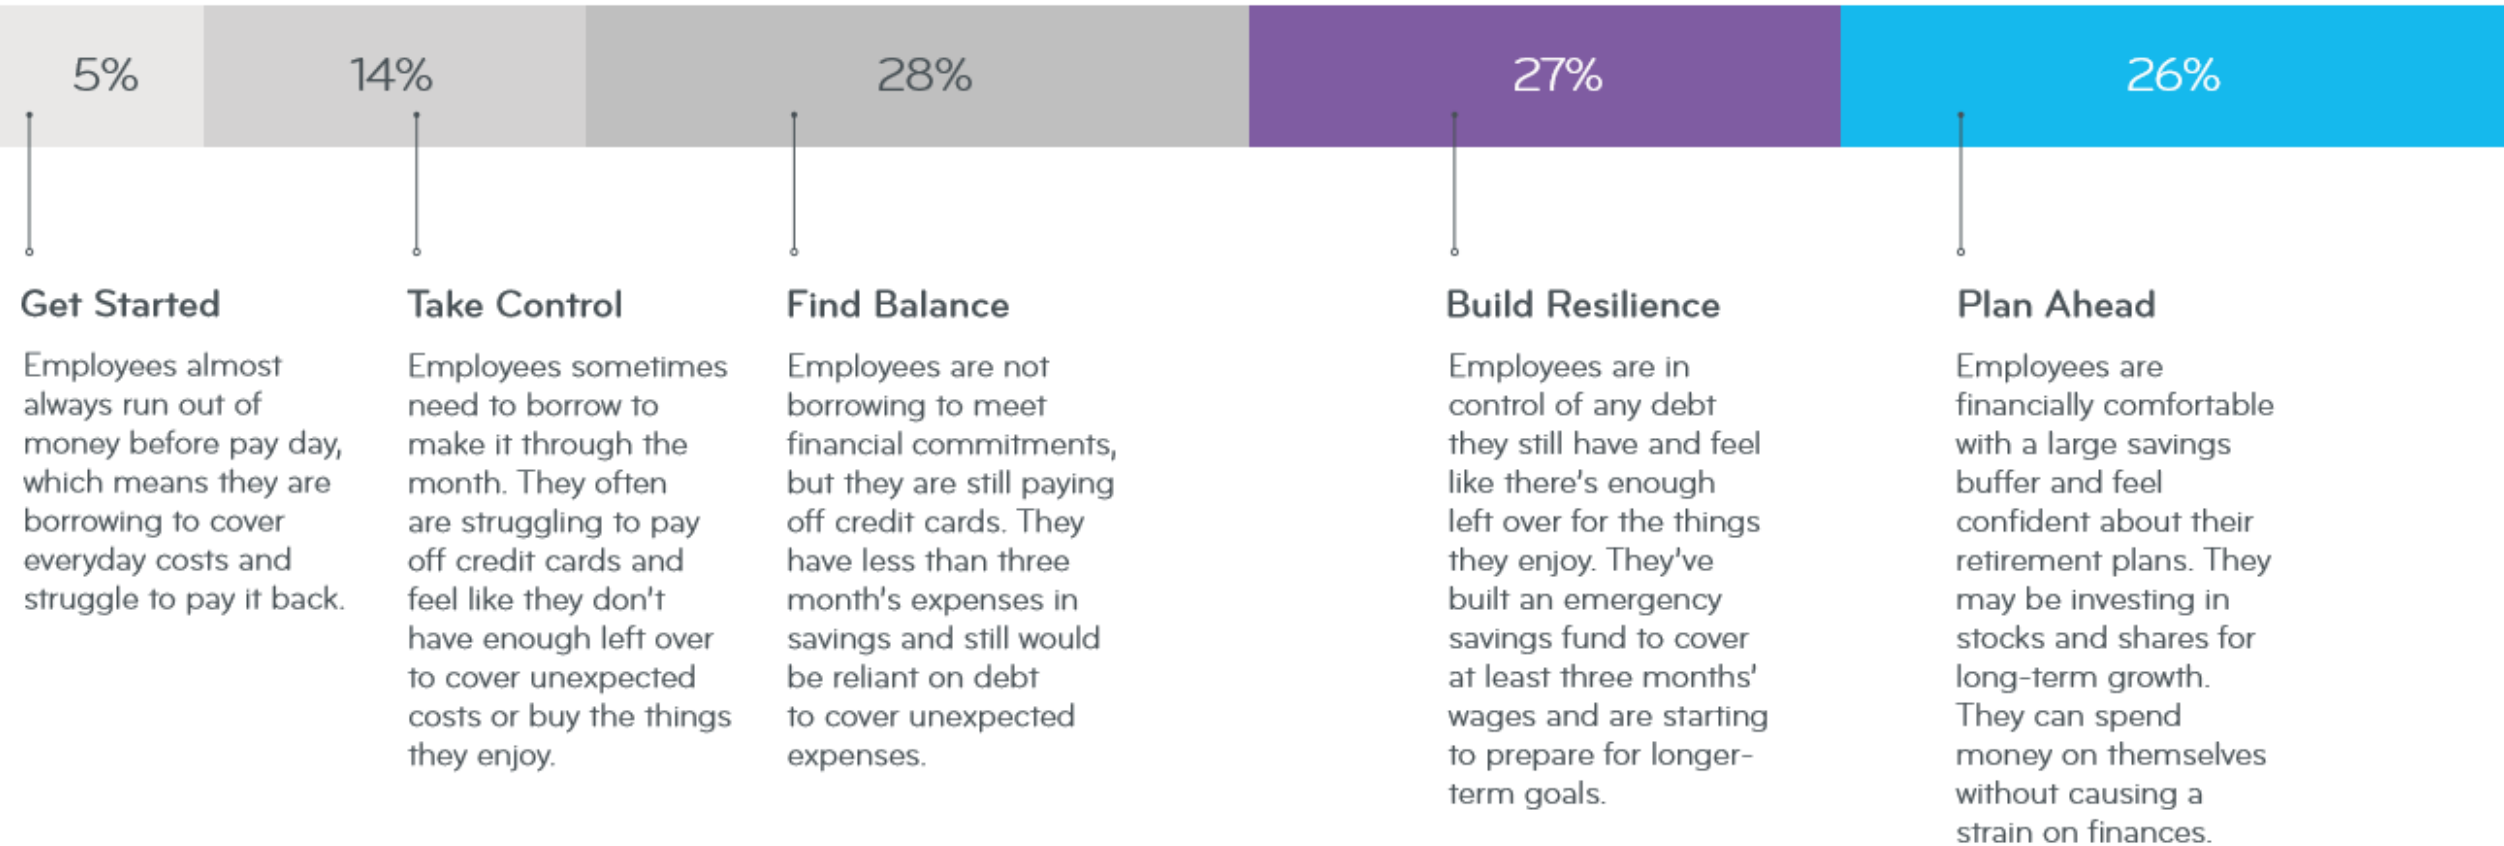 5%
14%
28%
27%
26%
Get Started
Employees almost
always run out of
money before pay day,
which means they are
borrowing to cover
everyday costs and
struggle to pay it back.
Take Control
Employees sometimes
need to borrow to
make it through the
month. They often
are struggling to pay
off credit cards and
feel like they don't
have enough left over
to cover unexpected
costs or buy the things
they enjoy.
Find Balance
Employees are not
borrowing to meet
financial commitments,
but they are still paying
off credit cards. They
have less than three
month's expenses in
savings and still would
be reliant on debt
to cover unexpected
expenses.
Build Resilience
Employees are in
control of any debt
they still have and feel
like there's enough
left over for the things
they enjoy. They've
built an emergency
savings fund to cover
at least three months'
wages and are starting
to prepare for longer-
term goals.
Plan Ahead
Employees are
financially comfortable
with a large savings
buffer and feel
confident about their
retirement plans. They
may be investing in
stocks and shares for
long-term growth.
They can spend
money on themselves
without causing a
strain on finances.